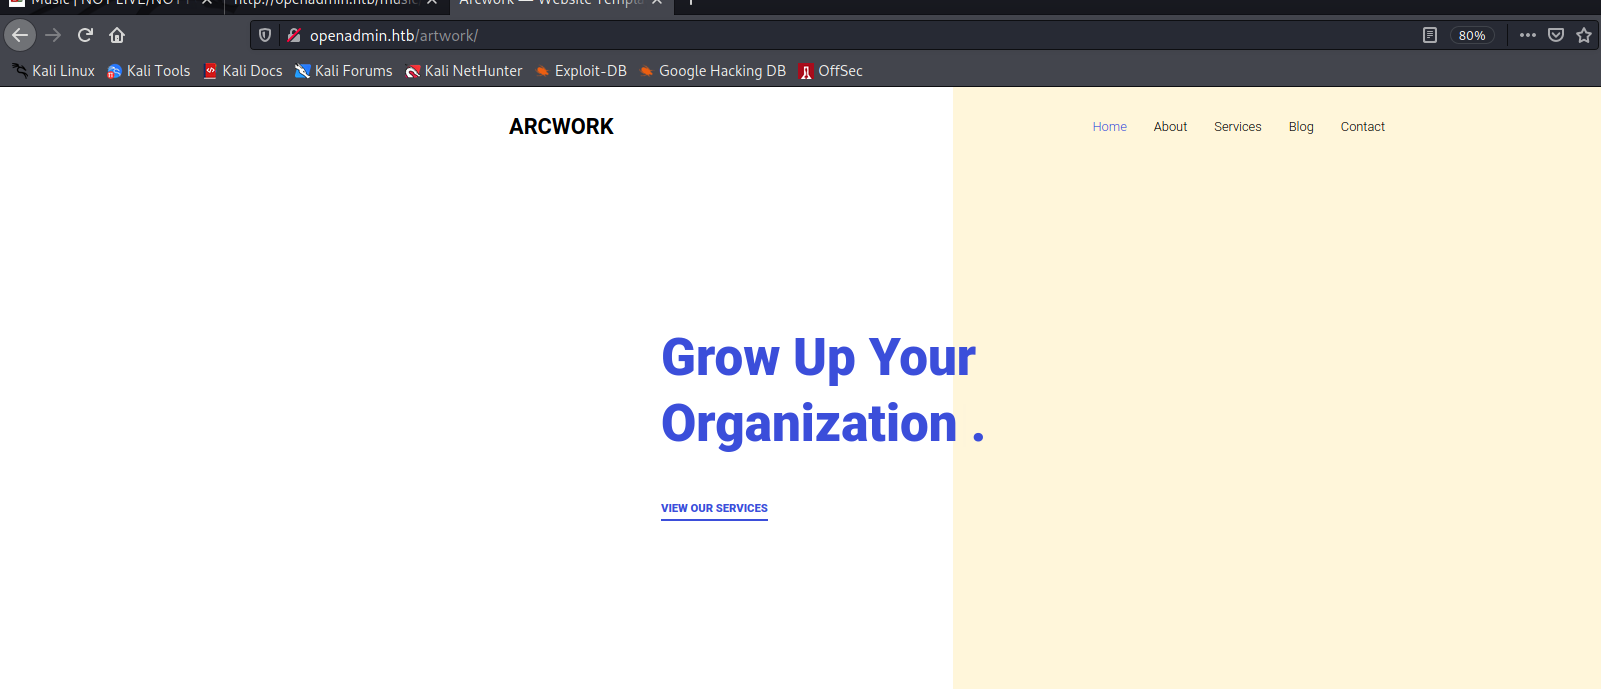 Music | NOT LIVE/NOT
http://openadmin.htb/music
Arcwork — Website Templa
openadmin.htb/artwork/
80%
Kali Linux
Kali Tools
Kali Docs
Kali Forums
Kali NetHunter
Exploit-DB
Google Hacking DB
OffSec
ARCWORK
Home
About
Services
Blog
Contact
Grow Up Your
Organization .
VIEW OUR SERVICES